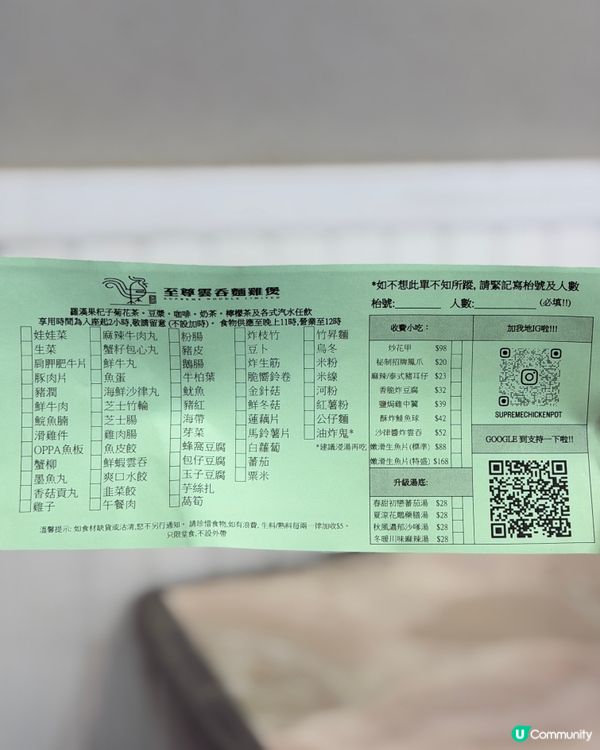 至尊雲吞麵雞煲
SUPREME NOODLE LIMITED
羅漢果杞子菊花茶、豆漿、咖啡、奶茶、檸檬茶及各式汽水任飲
享用時間為入座起2小時,敬請留意 (不設加時)。 食物供應至晚上11時,營業至12時
娃娃菜
生菜
肩胛肥牛片
豚肉片
豬潤
鮮牛肉
鯇魚腩
滑雞件
OPPA魚板
蟹柳
墨魚丸
香菇貢丸
雞子
麻辣牛肉丸
蟹籽包心丸
鮮牛丸
魚蛋
海鮮沙律丸
芝士竹輪
芝士腸
雞肉腸
魚皮餃
鮮蝦雲吞
爽口水餃
韭菜餃
午餐肉
粉腸
豬皮
鵝腸
牛柏葉
魷魚
豬紅
海帶
芽菜
蜂窩豆腐
包仔豆腐
玉子豆腐
芋絲扎
萵筍
炸枝竹
豆卜
炸生筋
脆響鈴卷
金針菇
鮮冬菇
蓮藕片
馬鈴薯片
白蘿蔔
番茄
粟米
竹昇麵
烏冬
米粉
米線
河粉
紅薯粉
公仔麵
油炸鬼*
*建議浸湯再吃
溫馨提示: 如食材缺貨或沽清,恕不另行通知。 請珍惜食物,如有浪費, 生料/熟料每兩一律加收$5。
只限堂食,不設外帶
*如不想此單不知所蹤, 請緊記寫枱號及人數
枱號:______ 人數:______ (必填!!)
收費小吃:
炒花甲 $98
秘制招牌鳳爪 $20
麻辣/泰式豬耳仔 $23
香脆炸豆腐 $32
鹽焗雞中翼 $39
酥炸鯪魚球 $42
沙律醬炸雲吞 $52
嫩滑生魚片(標準) $88
嫩滑生魚片(特盛) $168
升級湯底:
春甜初戀番茄湯 $28
夏涼花鵰藥膳湯 $28
秋風濃郁沙嗲湯 $28
冬暖川味麻辣湯 $28
加我地IG啦!!!
SUPREMECHICKENPOT
GOOGLE 到支持一下啦!!
U Community